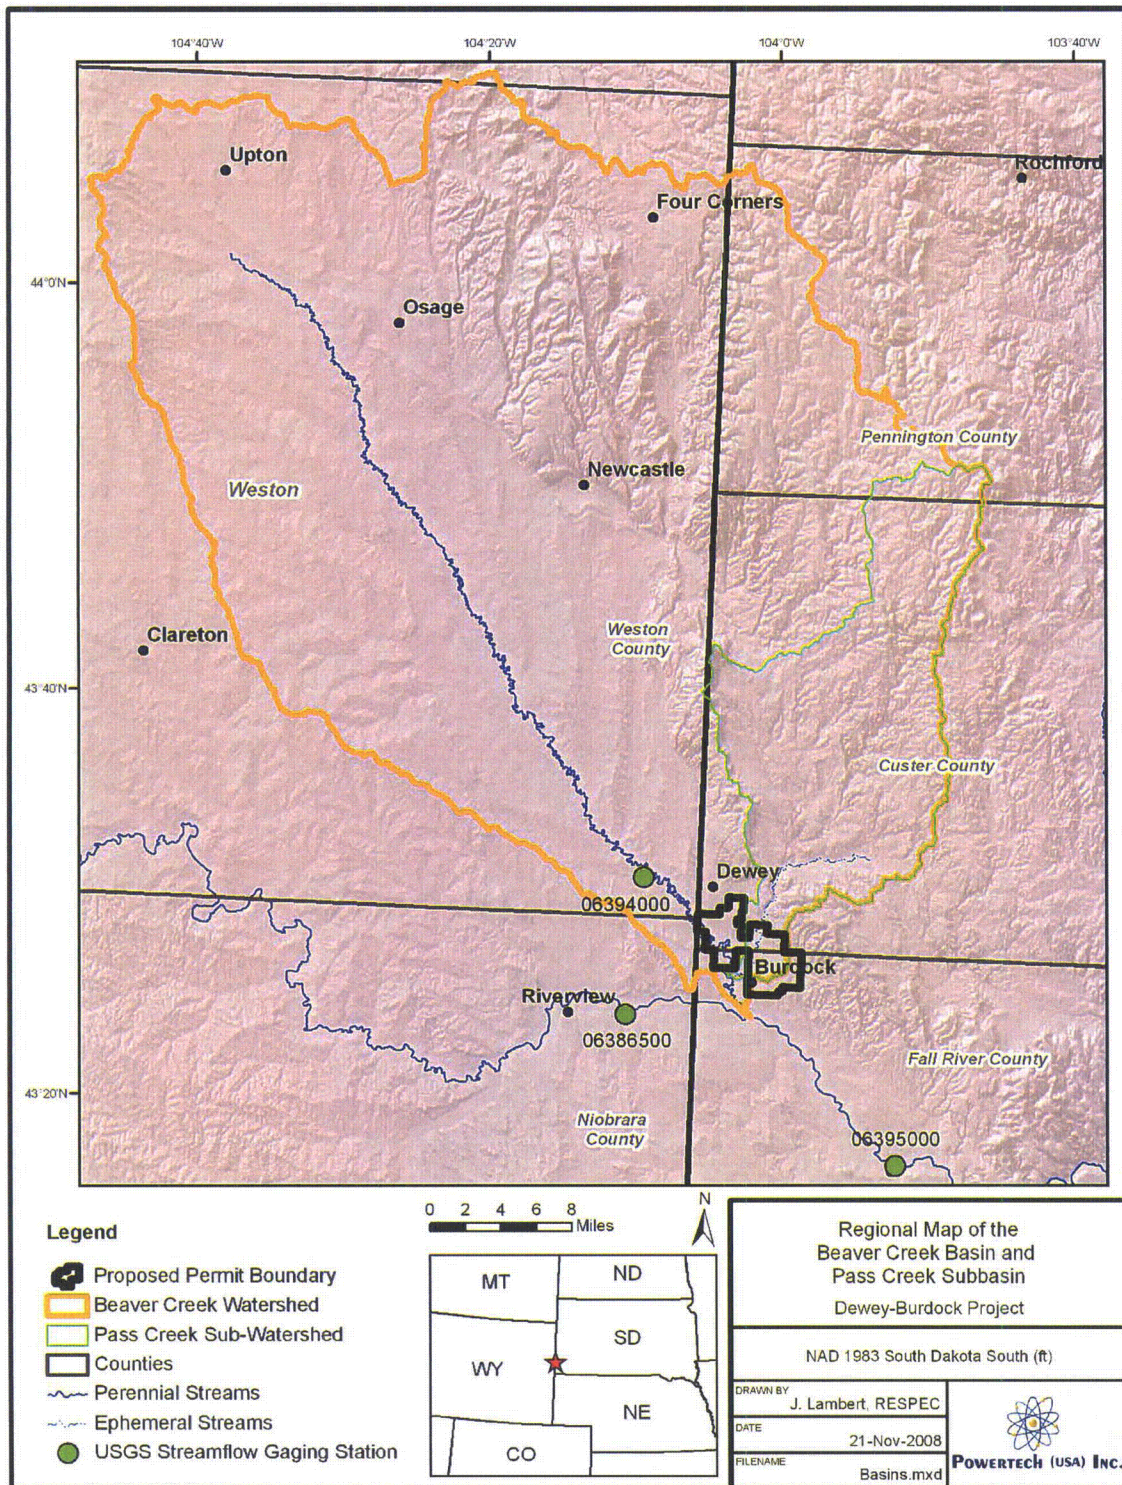 104°40'W
104°20'W
104°0'W
103°40'W
Upton
Rochford
Four Corners
44°0'N
Osage
Pennington County
Newcastle
Weston
Clareton
Weston
County
43°40'N
Custer County
Dewey
06394000
Burdock
Riverview
06386500
Fall River County
43°20'N
Niobrara
County
06395000
Legend
Proposed Permit Boundary
Beaver Creek Watershed
Pass Creek Sub-Watershed
Counties
Perennial Streams
Ephemeral Streams
USGS Streamflow Gaging Station
0 2 4 6 8
Miles
N
MT
ND
SD
WY
NE
CO
Regional Map of the
Beaver Creek Basin and
Pass Creek Subbasin
Dewey-Burdock Project
NAD 1983 South Dakota South (ft)
DRAWN BY
J. Lambert, RESPEC
DATE
21-Nov-2008
FILENAME
Basins.mxd
POWERTECH (USA) INC.